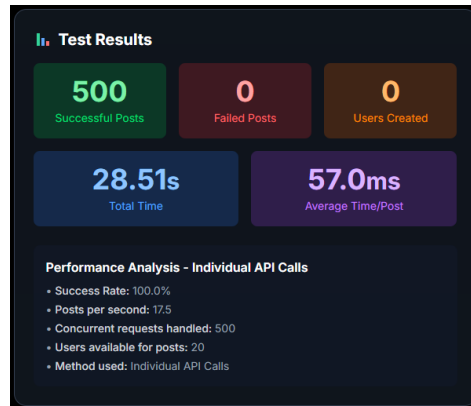 Test Results
500
Successful Posts
0
Failed Posts
0
Users Created
28.51s
Total Time
57.0ms
Average Time/Post
Performance Analysis - Individual API Calls
• Success Rate: 100.0%
• Posts per second: 17.5
• Concurrent requests handled: 500
• Users available for posts: 20
• Method used: Individual API Calls